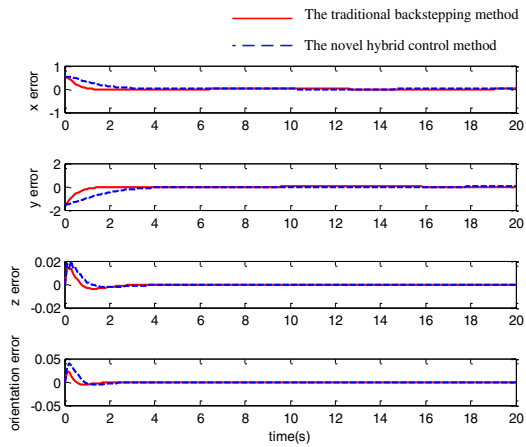 The traditional backstepping method
The novel hybrid control method
x error
1
0
-1
0 2 4 6 8 10 12 14 16 18 20
y error
2
0
-2
0 2 4 6 8 10 12 14 16 18 20
z error
0.02
0
-0.02
0 2 4 6 8 10 12 14 16 18 20
orientation error
0.05
0
-0.05
0 2 4 6 8 10 12 14 16 18 20
time(s)